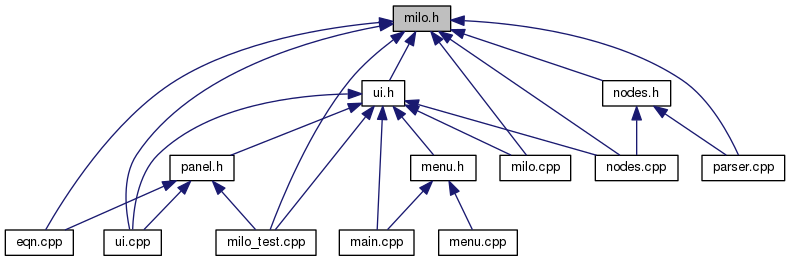 milo.h
ui.h
nodes.h
panel.h
menu.h
milo.cpp
nodes.cpp
parser.cpp
eqn.cpp
ui.cpp
milo_test.cpp
main.cpp
menu.cpp